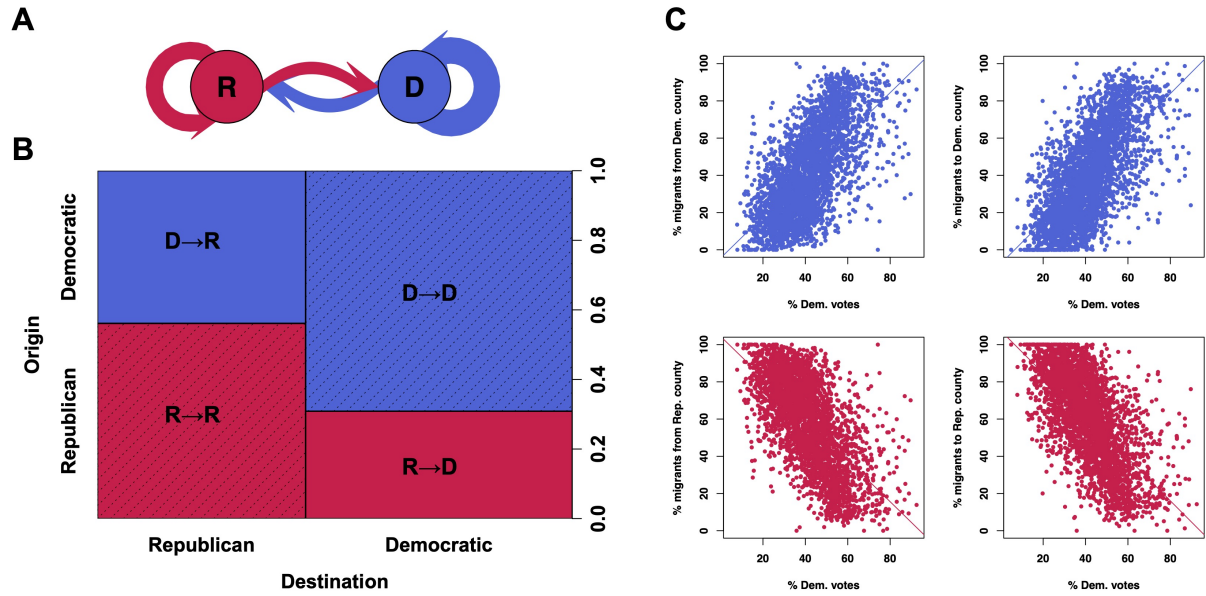 A
R
D
B
Origin
Democratic
Republican
D→R
D→D
R→R
R→D
1.0
0.8
0.6
0.4
0.2
0.0
Republican
Democratic
Destination
C
% migrants from Dem. county
100
80
60
40
20
0
20 40 60 80
% Dem. votes
% migrants to Dem. county
100
80
60
40
20
0
20 40 60 80
% Dem. votes
% migrants from Rep. county
100
80
60
40
20
0
20 40 60 80
% Dem. votes
% migrants to Rep. county
100
80
60
40
20
0
20 40 60 80
% Dem. votes